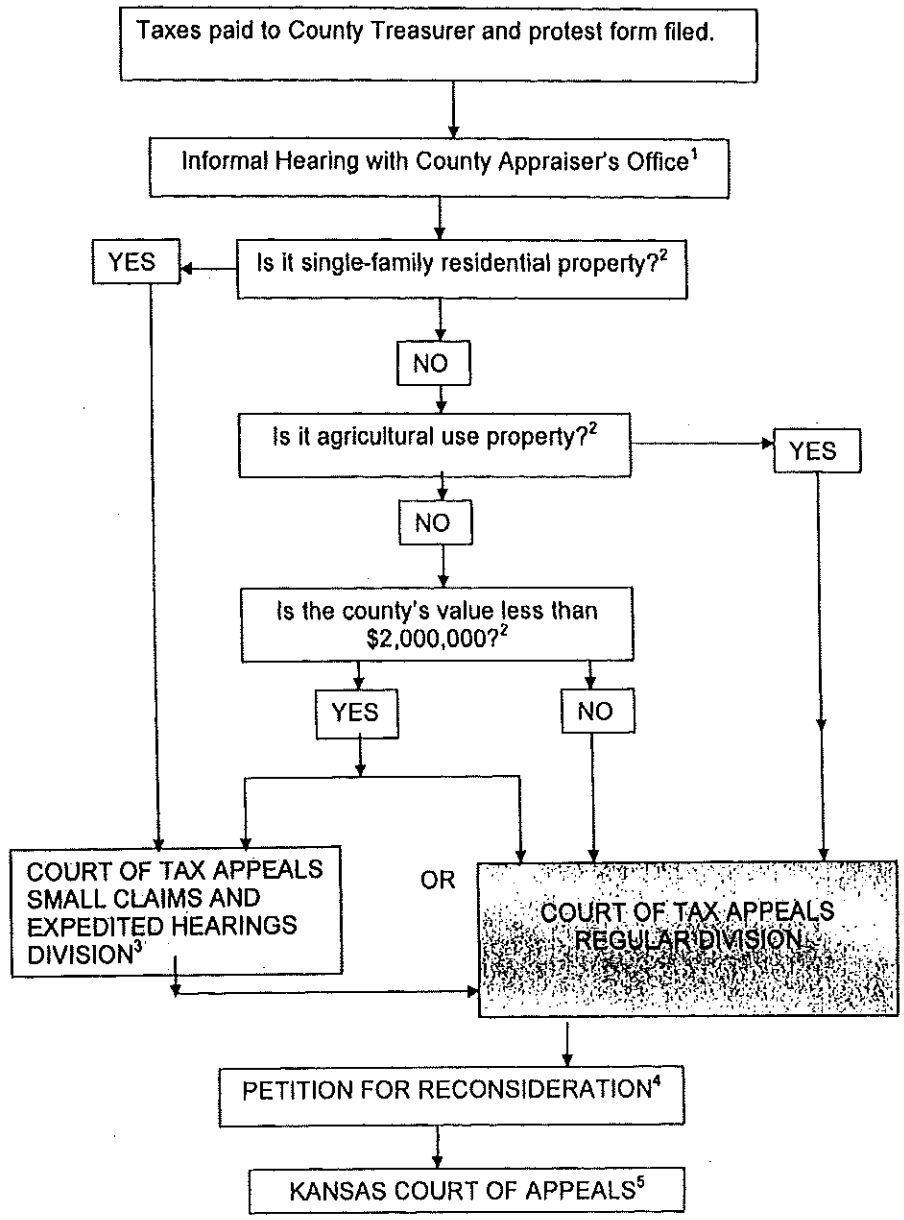 Taxes paid to County Treasurer and protest form filed.
Informal Hearing with County Appraiser's Office¹
YES
Is it single-family residential property?²
NO
Is it agricultural use property?²
YES
NO
Is the county's value less than
$2,000,000?²
YES
NO
COURT OF TAX APPEALS
SMALL CLAIMS AND
EXPEDITED HEARINGS
DIVISION³
OR
COURT OF TAX APPEALS
REGULAR DIVISION
PETITION FOR RECONSIDERATION⁴
KANSAS COURT OF APPEALS⁵